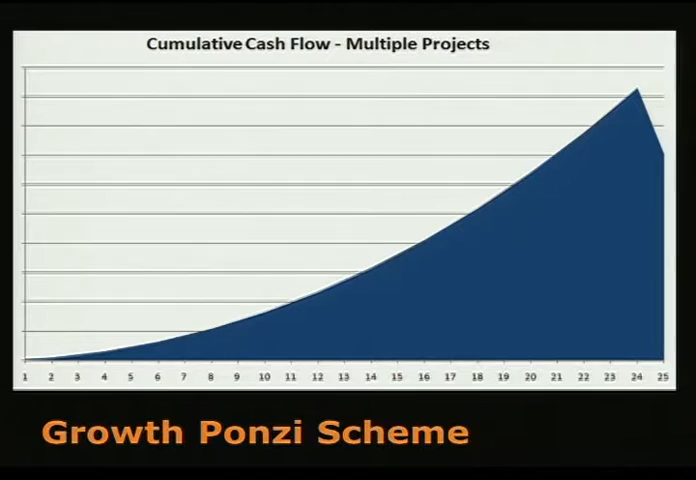 Cumulative Cash Flow - Multiple Projects
1 2 3 4 5 6 7 8 9 10 11 12 13 14 15 16 17 18 19 20 21 22 23 24 25
Growth Ponzi Scheme